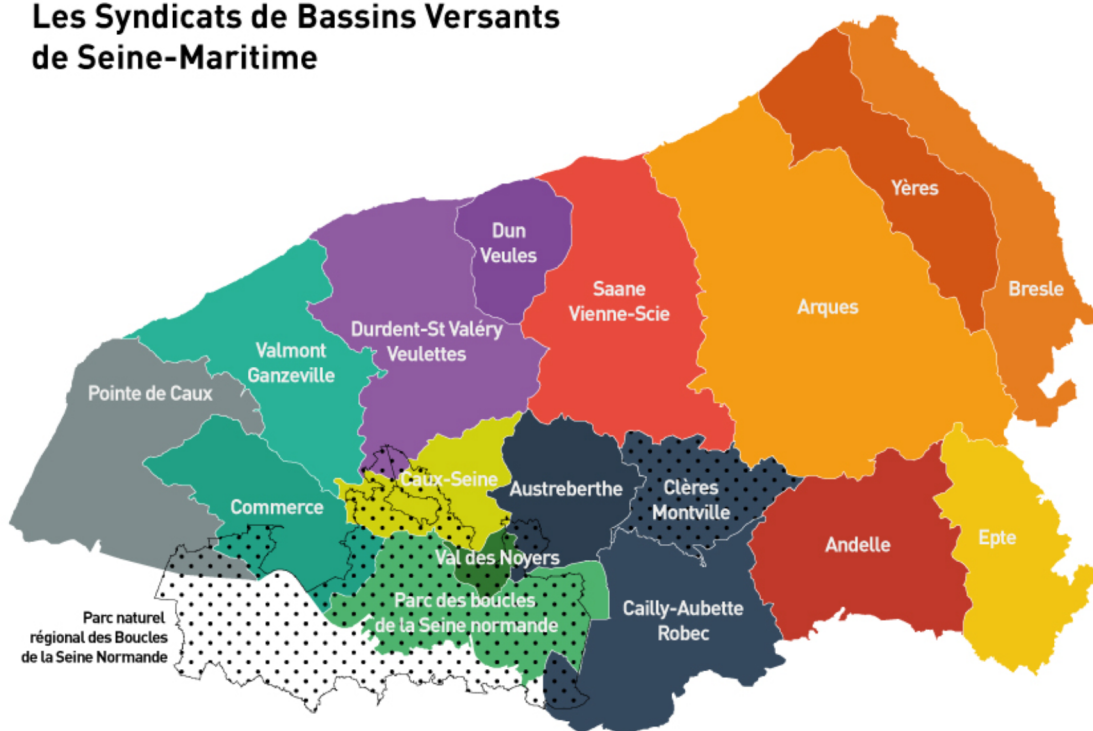 Les Syndicats de Bassins Versants
de Seine-Maritime
Yères
Dun
Veules
Bresle
Saane
Vienne-Scie
Arques
Durdent-St Valéry
Veulettes
Valmont
Ganzeville
Pointe de Caux
Caux-Seine
Austreberthe
Clères
Montville
Commerce
Andelle
Epte
Val des Noyers
Parc des boucles
de la Seine normande
Cailly-Aubette
Robec
Parc naturel
régional des Boucles
de la Seine Normande